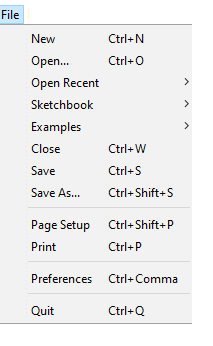 File
New Ctrl+N
Open... Ctrl+O
Open Recent >
Sketchbook >
Examples >
Close Ctrl+W
Save Ctrl+S
Save As... Ctrl+Shift+S
Page Setup Ctrl+Shift+P
Print Ctrl+P
Preferences Ctrl+Comma
Quit Ctrl+Q